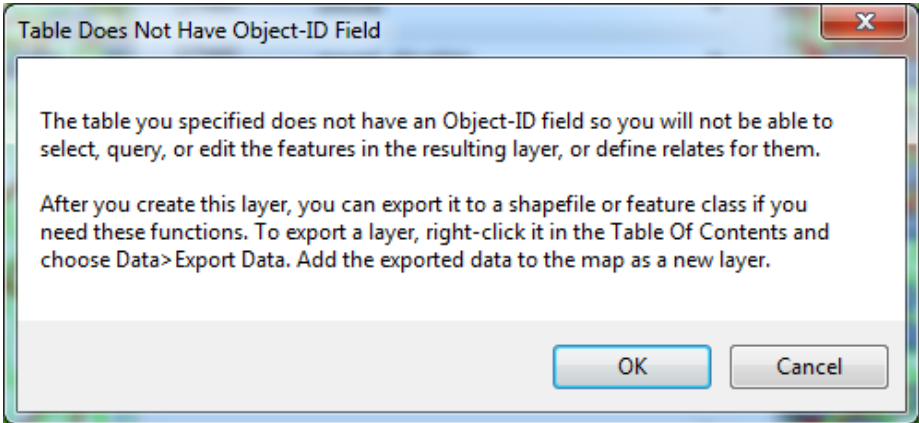 Table Does Not Have Object-ID Field
The table you specified does not have an Object-ID field so you will not be able to
select, query, or edit the features in the resulting layer, or define relates for them.
After you create this layer, you can export it to a shapefile or feature class if you
need these functions. To export a layer, right-click it in the Table Of Contents and
choose Data>Export Data. Add the exported data to the map as a new layer.
OK Cancel